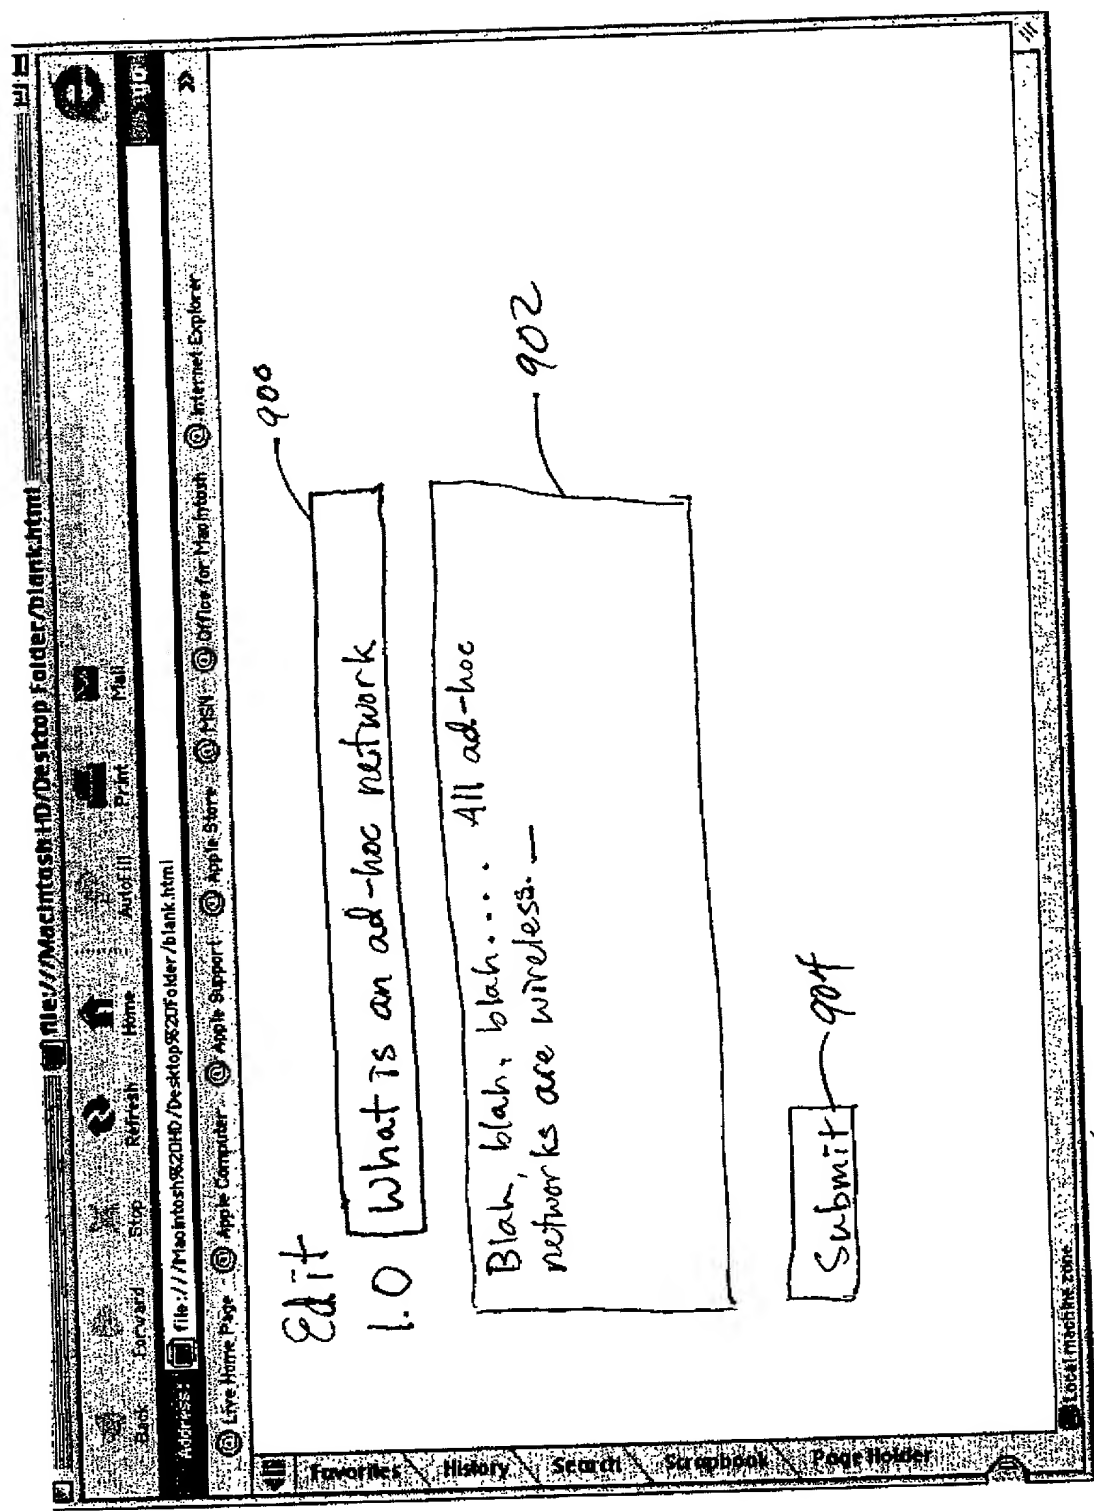 file:///Macintosh HD/Desktop Folder/blank.html
Back Forward Stop Refresh Home AutoFill Print Mail
Address: file:///Macintosh%20HD/Desktop%20Folder/blank.html
Live Home Page Apple Computer Apple Support Apple Store MSN Office for Macintosh Internet Explorer
Favorites
History
Search
Scrapbook
Page Holder
Edit
900
1.0 What is an ad-hoc network
Blah, blah, blah.... All ad-hoc
networks are wireless.
902
Submit
904
Local machine zone